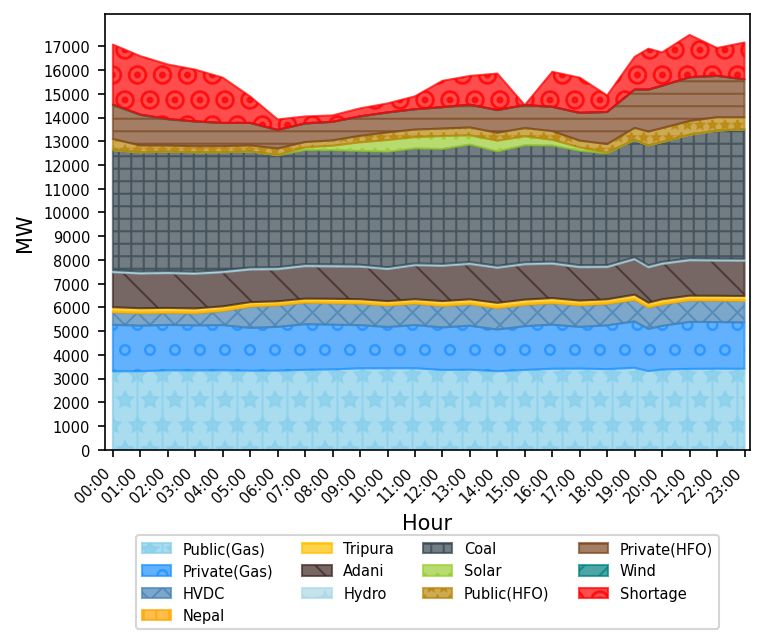 MW
17000
16000
15000
14000
13000
12000
11000
10000
9000
8000
7000
6000
5000
4000
3000
2000
1000
0
00:00 01:00 02:00 03:00 04:00 05:00 06:00 07:00 08:00 09:00 10:00 11:00 12:00 13:00 14:00 15:00 16:00 17:00 18:00 19:00 20:00 21:00 22:00 23:00
Hour
Public(Gas) Tripura Coal Private(HFO)
Private(Gas) Adani Solar Wind
HVDC Hydro Public(HFO) Shortage
Nepal